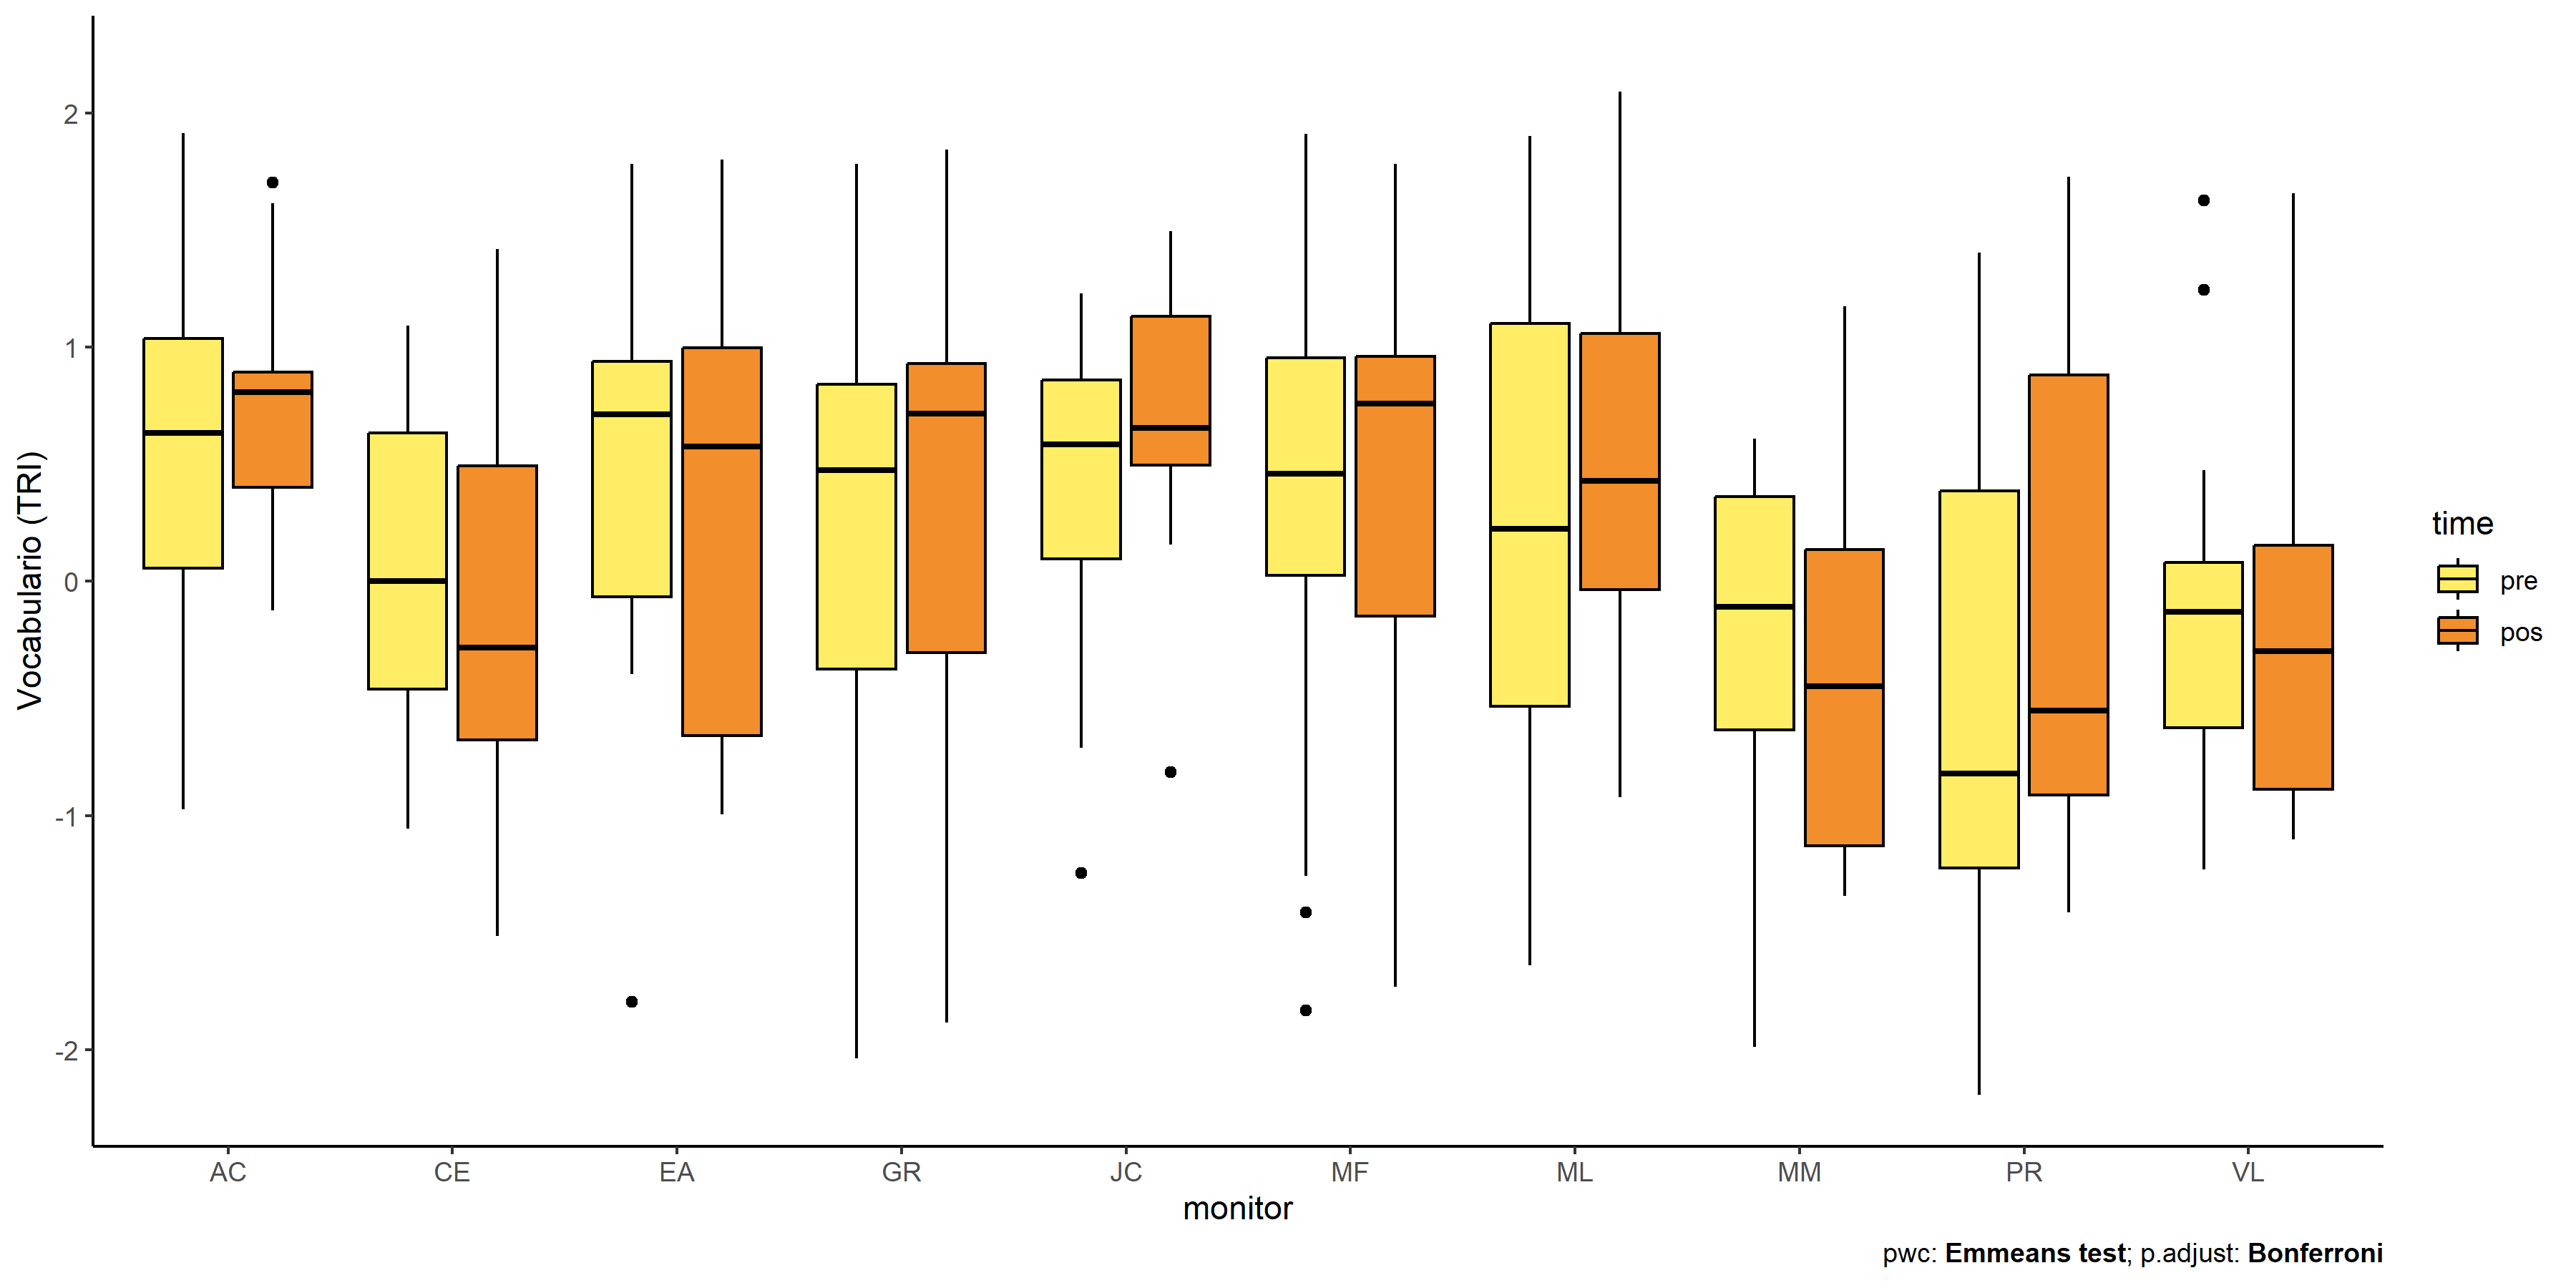 Vocabulario (TRI)
2
1
0
-1
-2
AC CE EA GR JC MF ML MM PR VL
monitor
time
pre
pos
pwc: Emmeans test; p.adjust: Bonferroni